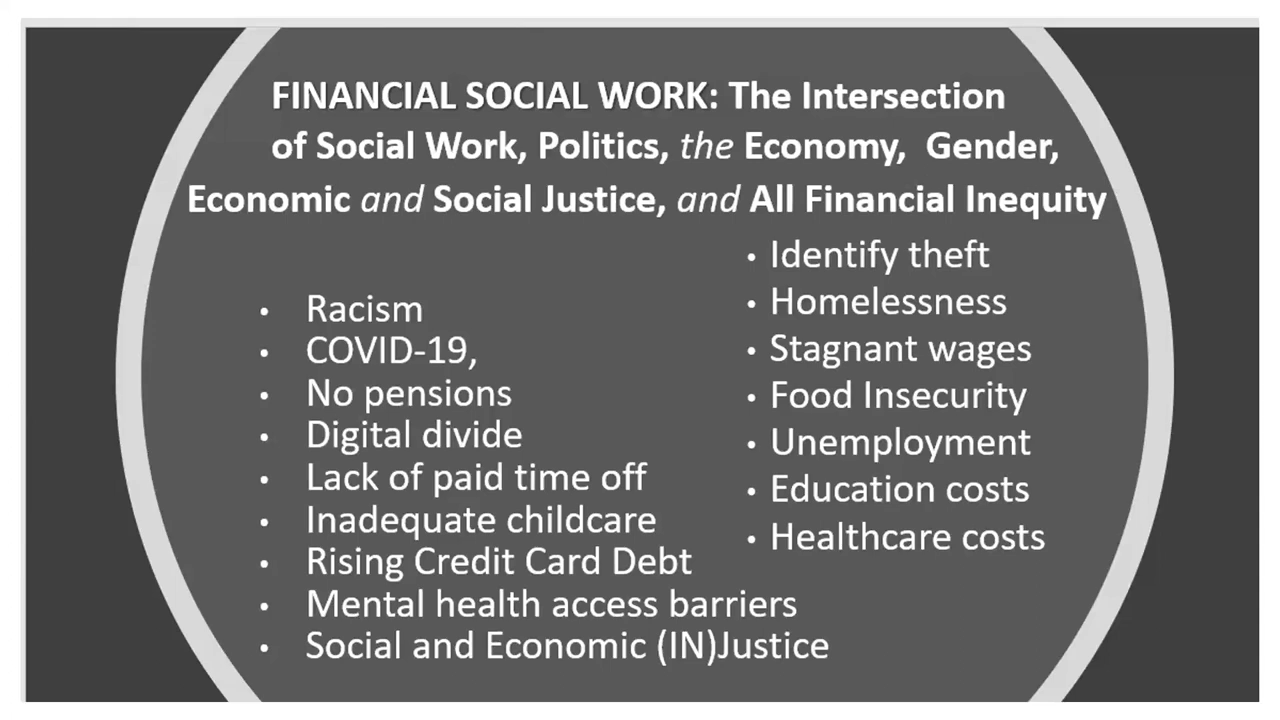 FINANCIAL SOCIAL WORK: The Intersection
of Social Work, Politics, the Economy, Gender,
Economic and Social Justice, and All Financial Inequity
• Racism
• COVID-19,
• No pensions
• Digital divide
• Lack of paid time off
• Inadequate childcare
• Rising Credit Card Debt
• Mental health access barriers
• Social and Economic (IN)Justice
• Identify theft
• Homelessness
• Stagnant wages
• Food Insecurity
• Unemployment
• Education costs
• Healthcare costs